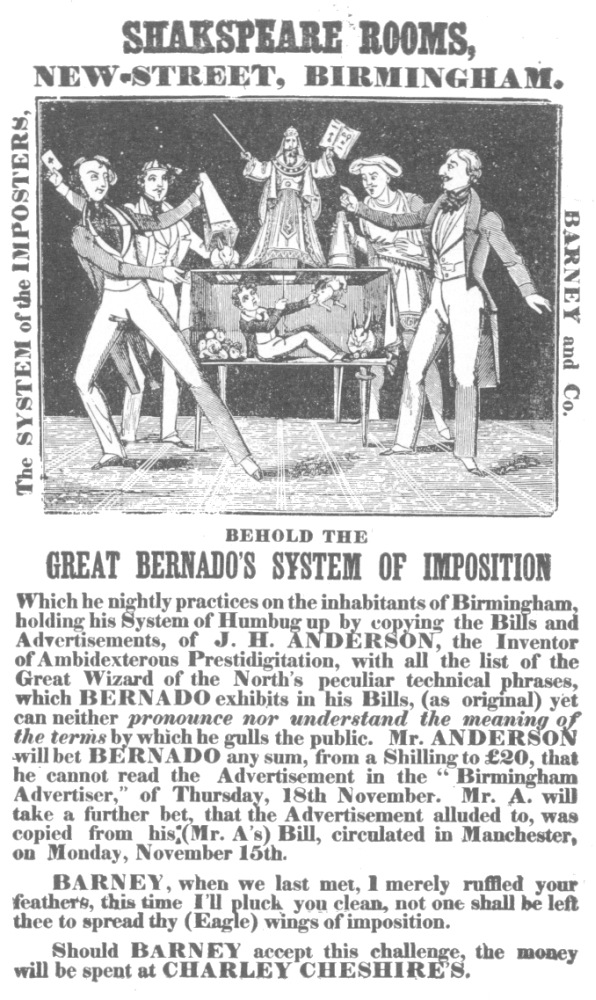 SHAKSPEARE ROOMS,
NEW-STREET, BIRMINGHAM.
The SYSTEM of the IMPOSTERS,
BARNEY and Co.
BEHOLD THE
GREAT BERNADO'S SYSTEM OF IMPOSITION
Which he nightly practices on the inhabitants of Birmingham,
holding his System of Humbug up by copying the Bills and
Advertisements, of J. H. ANDERSON, the Inventor
of Ambidexterous Prestidigitation, with all the list of the
Great Wizard of the North's peculiar technical phrases,
which BERNADO exhibits in his Bills, (as original) yet
can neither pronounce nor understand the meaning of
the terms by which he gulls the public. Mr. ANDERSON
will bet BERNADO any sum, from a Shilling to £20, that
he cannot read the Advertisement in the "Birmingham
Advertiser," of Thursday, 18th November. Mr. A. will
take a further bet, that the Advertisement alluded to, was
copied from his (Mr. A's) Bill, circulated in Manchester,
on Monday, November 15th.
BARNEY, when we last met, I merely ruffled your
feathers, this time I'll pluck you clean, not one shall be left
thee to spread thy (Eagle) wings of imposition.
Should BARNEY accept this challenge, the money
will be spent at CHARLEY CHESHIRE'S.